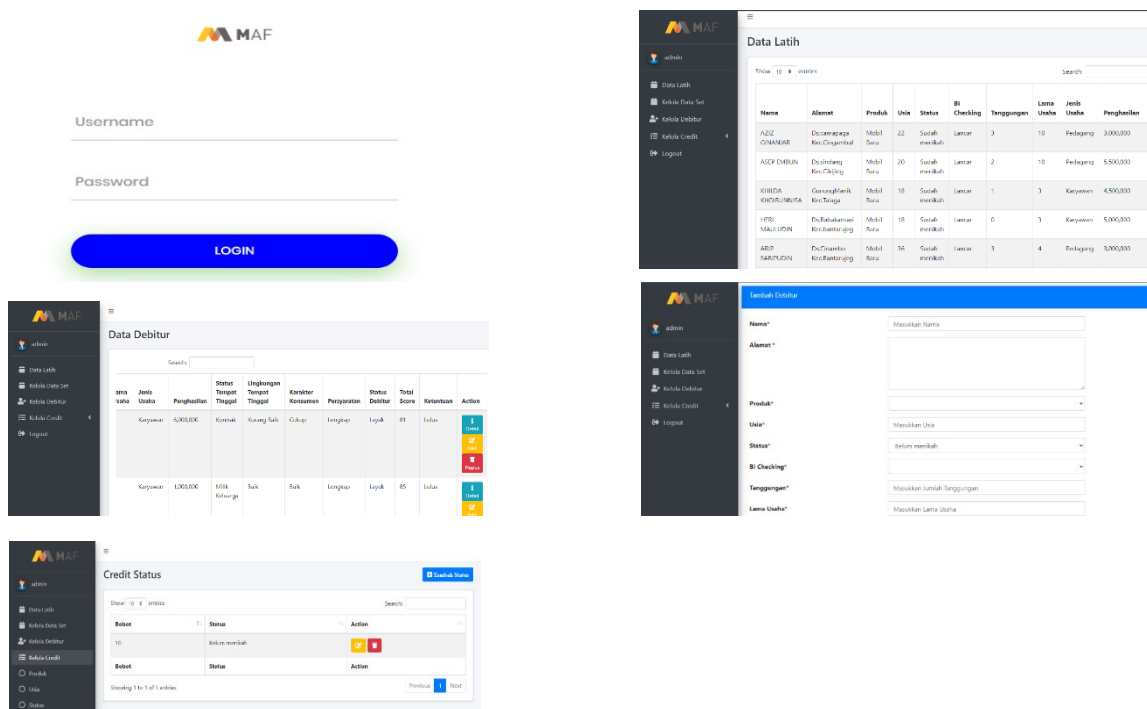 MAF
Username
Password
LOGIN
MAF
admin
Data Latih
Kelola Data Set
Kelola Debitur
Kelola Credit
Logout
Data Latih
Show 10 entries
Search:
Nama Alamat Produk Usia Status BI Checking Tanggungan Lama Usaha Jenis Usaha Penghasilan
AZIZ GINANJAR Mobil Baru 22 Sudah menikah Lancar 3 10 Pedagang 3,000,000
ASEP EMBUN Mobil Baru 20 Sudah menikah Lancar 2 10 Pedagang 5,500,000
KHILDA KHOIRUNNISA Gunung Manik Kec.Talaga Mobil Baru 18 Sudah menikah Lancar 1 3 Karyawan 4,500,000
HERI MAULUDIN Mobil Baru 18 Sudah menikah Lancar 0 3 Karyawan 5,000,000
ARIP SARIPUDIN Mobil Baru 36 Sudah menikah Lancar 3 4 Pedagang 3,000,000
MAF
admin
Data Latih
Kelola Data Set
Kelola Debitur
Kelola Credit
Logout
Data Debitur
Search:
ama Usaha Jenis Usaha Penghasilan Status Tempat Tinggal Lingkungan Tempat Tinggal Karakter Konsumen Persyaratan Status Debitur Total Score Ketentuan Action
Karyawan 6,000,000 Kontrak Kurang Baik Cukup Lengkap Layak 81 Lulus Detail Edit Hapus
Karyawan 1,000,000 Milik Keluarga Baik Baik Lengkap Layak 85 Lulus Detail
MAF
admin
Data Latih
Kelola Data Set
Kelola Debitur
Kelola Credit
Logout
Tambah Debitur
Nama* Masukkan Nama
Alamat *
Produk*
Usia* Masukkan Usia
Status* Belum menikah
BI Checking*
Tanggungan* Masukkan Jumlah Tanggungan
Lama Usaha* Masukkan Lama Usaha
MAF
admin
Data Latih
Kelola Data Set
Kelola Debitur
Kelola Credit
Produk
Usia
Status
Credit Status
Tambah Status
Show 10 entries
Search:
Bobot Status Action
10 Belum menikah
Bobot Status Action
Showing 1 to 1 of 1 entries
Previous 1 Next